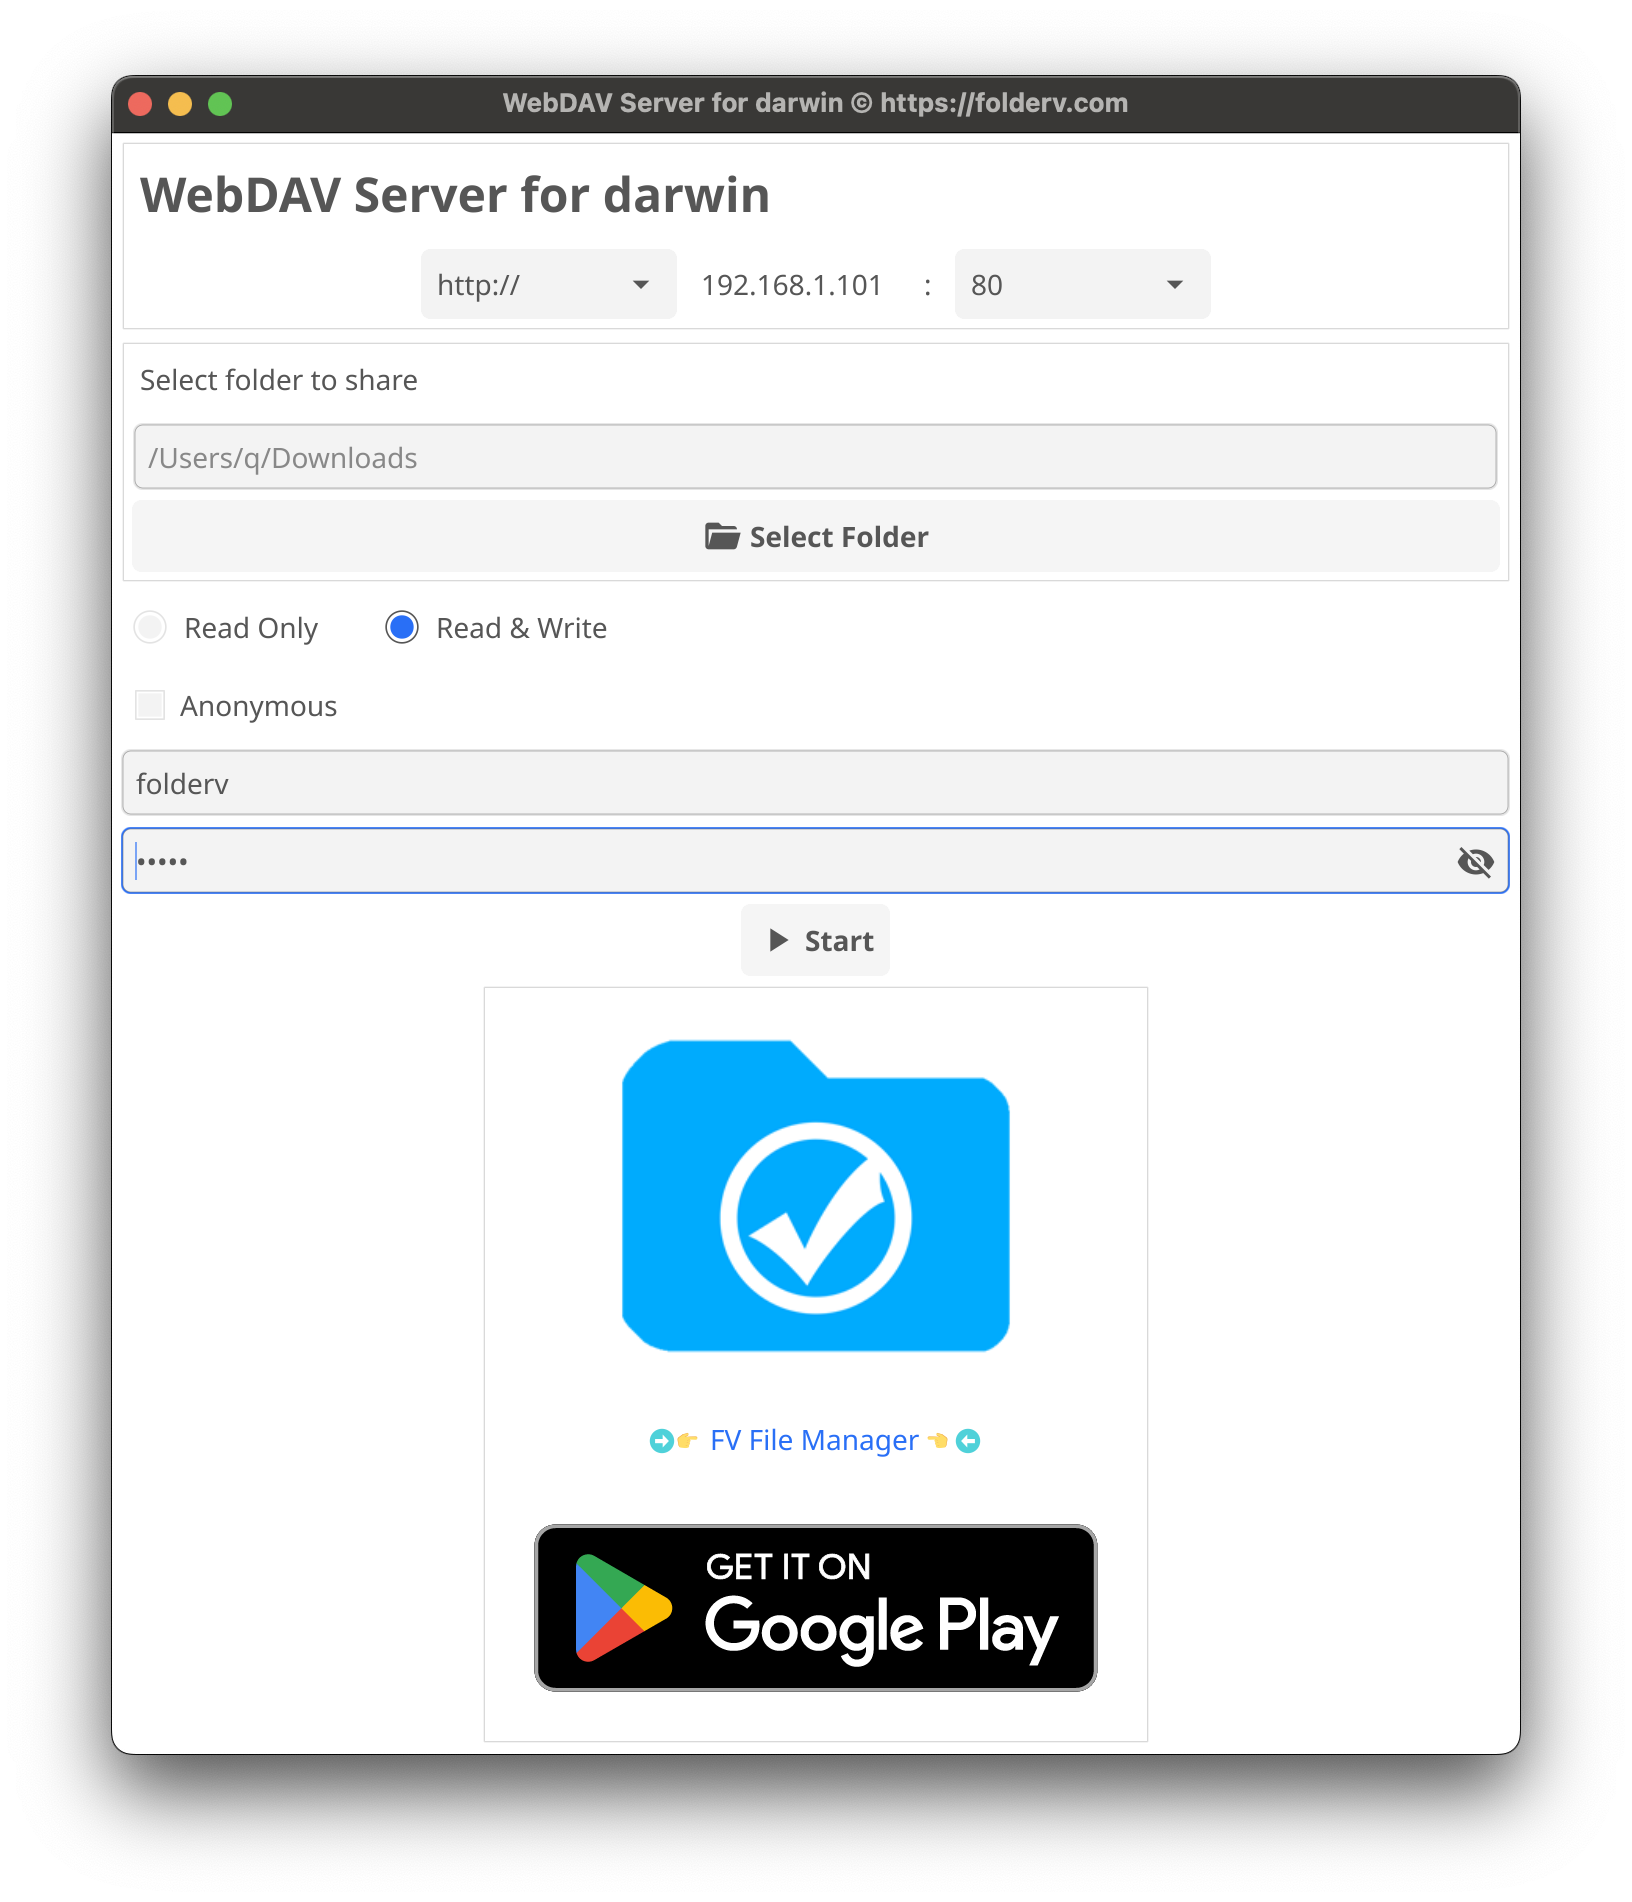 WebDAV Server for darwin © https://folderv.com
WebDAV Server for darwin
http:// 192.168.1.101 : 80
Select folder to share
/Users/q/Downloads
Select Folder
Read Only Read & Write
Anonymous
folderv
•••••
Start
➡👉 FV File Manager 👈⬅
GET IT ON
Google Play